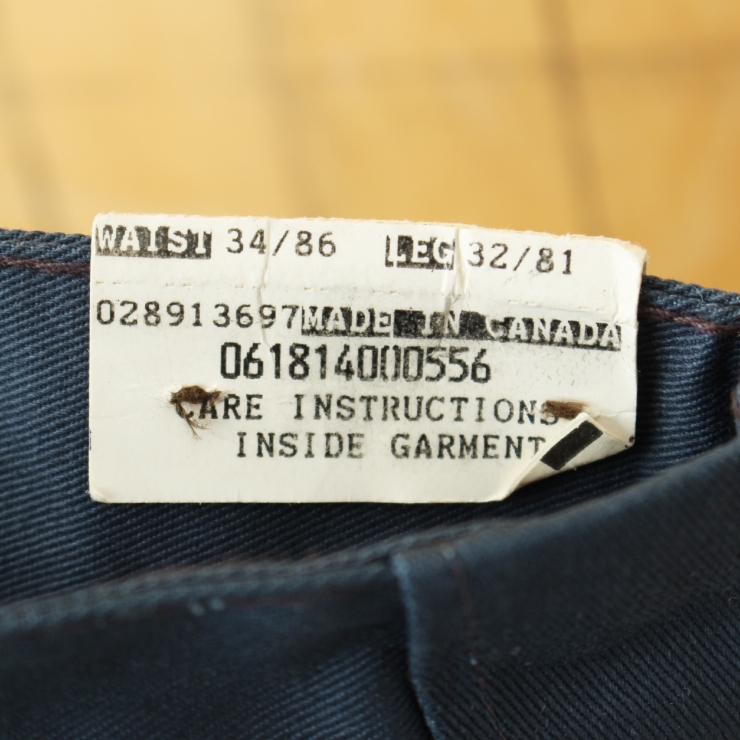 WAIST 34/86 LEG 32/81
028913697 MADE IN CANADA
061814000556
CARE INSTRUCTIONS
INSIDE GARMENT